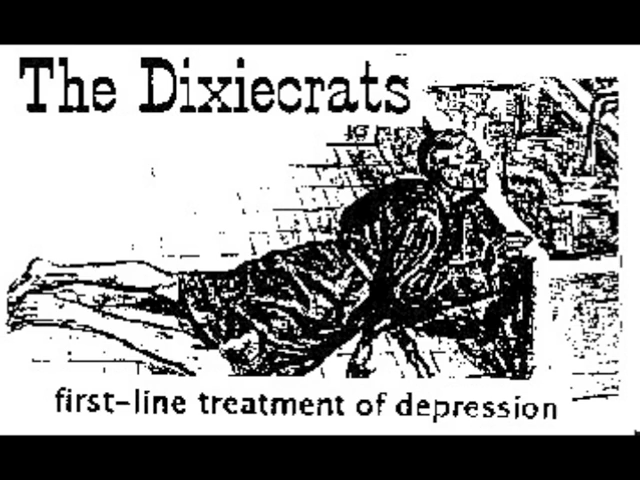 The Dixiecrats
first-line treatment of depression